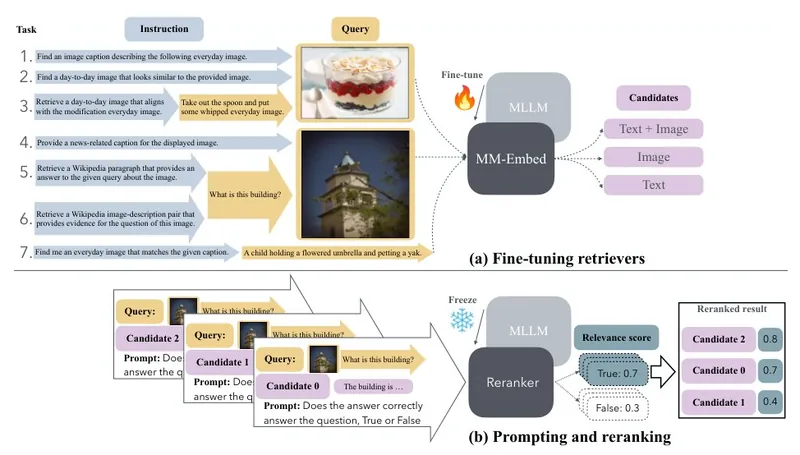 Task
Instruction
Query
1. Find an image caption describing the following everyday image.
2. Find a day-to-day image that looks similar to the provided image.
3. Retrieve a day-to-day image that aligns
with the modification everyday image.
Take out the spoon and put
some whipped everyday image.
4. Provide a news-related caption for the displayed image.
5. Retrieve a Wikipedia paragraph that provides an
answer to the given query about the image.
What is this building?
6. Retrieve a Wikipedia image-description pair that
provides evidence for the question of this image.
7. Find me an everyday image that matches the given caption.
A child holding a flowered umbrella and petting a yak.
Fine-tune
MLLM
MM-Embed
Candidates
Text + Image
Image
Text
(a) Fine-tuning retrievers
Query:
What is this building?
Candidate 2
Prompt: Does
answer the q
Query:
What is this building?
Candidate 1
Prompt: Does
answer the q
Query:
What is this building?
Candidate 0
The building is …
Prompt: Does the answer correctly
answer the question, True or False
Freeze
MLLM
Reranker
Relevance score
True: 0.7
False: 0.3
Reranked result
Candidate 2 0.8
Candidate 0 0.7
Candidate 1 0.4
(b) Prompting and reranking